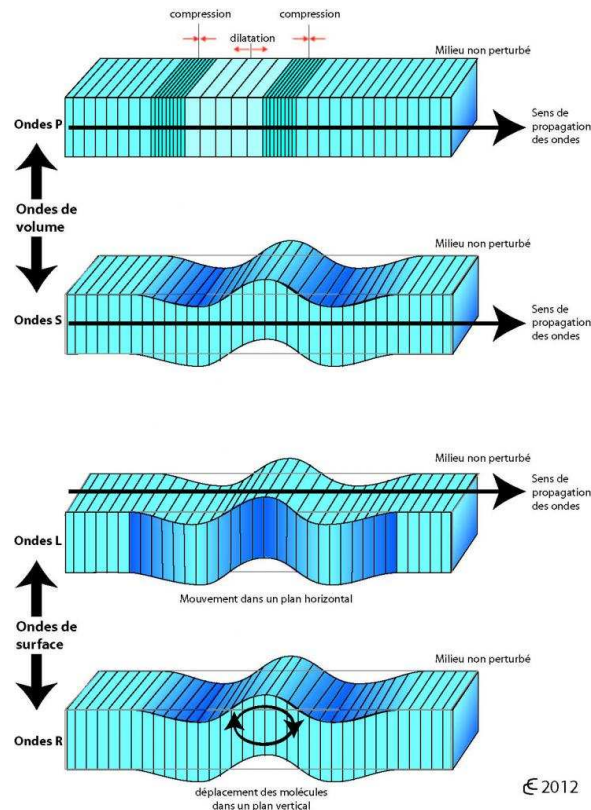 compression
compression
dilatation
Milieu non perturbé
Ondes P
Sens de
propagation
des ondes
Ondes de
volume
Milieu non perturbé
Ondes S
Sens de
propagation
des ondes
Milieu non perturbé
Sens de
propagation
des ondes
Ondes L
Mouvement dans un plan horizontal
Ondes de
surface
Milieu non perturbé
Ondes R
déplacement des molécules
dans un plan vertical
2012